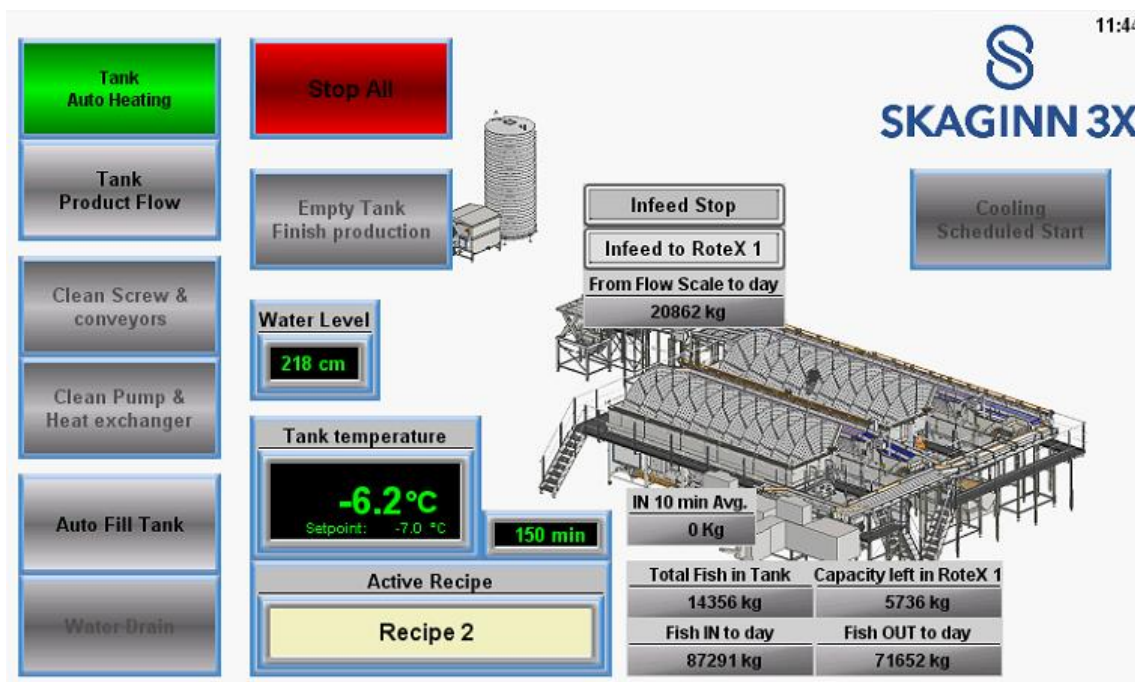 11:44
Tank
Auto Heating
Stop All
SKAGINN 3X
Tank
Product Flow
Empty Tank
Finish production
Infeed Stop
Infeed to RoteX 1
From Flow Scale to day
20862 kg
Cooling
Scheduled Start
Clean Screw &
conveyors
Water Level
218 cm
Clean Pump &
Heat exchanger
Tank temperature
-6.2°C
Setpoint: -7.0 °C
150 min
Auto Fill Tank
IN 10 min Avg.
0 Kg
Active Recipe
Recipe 2
Total Fish in Tank
14356 kg
Capacity left in RoteX 1
5736 kg
Water Drain
Fish IN to day
87291 kg
Fish OUT to day
71652 kg